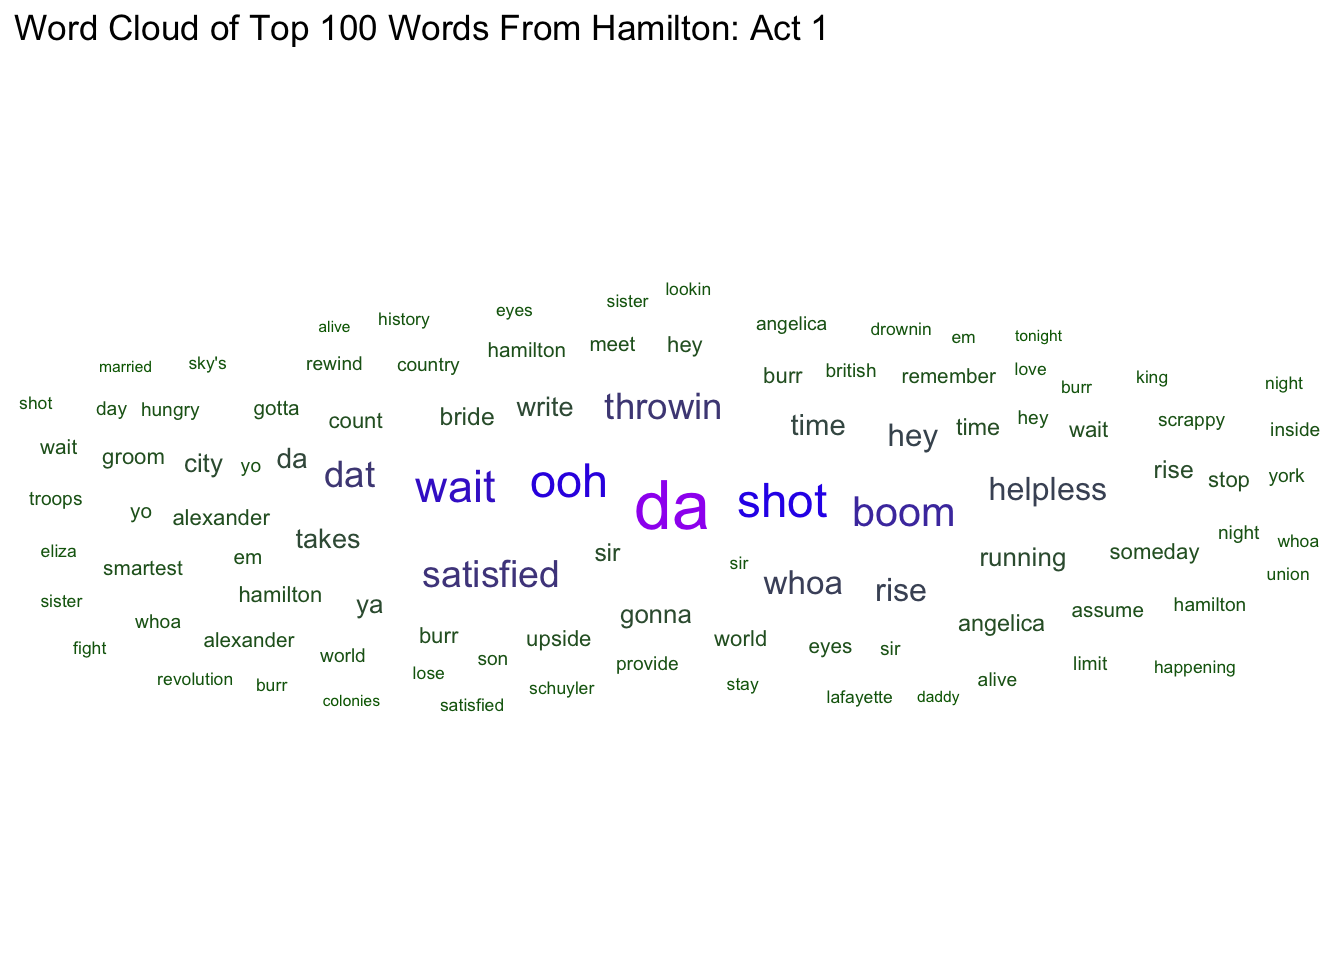 Word Cloud of Top 100 Words From Hamilton: Act 1
lookin
sister
eyes
history
alive
angelica
drownin
em
tonight
married
sky's
rewind
country
hamilton
meet
hey
burr
british
remember
love
burr
king
night
shot
day
hungry
gotta
count
bride
write
throwin
time
hey
time
hey
wait
scrappy
inside
wait
groom
city
yo
da
dat
wait
ooh
da
shot
boom
helpless
rise
stop
york
troops
yo
alexander
takes
sir
sir
running
someday
night
whoa
eliza
smartest
em
satisfied
whoa
rise
union
sister
hamilton
ya
gonna
angelica
assume
hamilton
whoa
alexander
burr
upside
world
eyes
sir
fight
world
son
provide
limit
happening
revolution
burr
lose
schuyler
stay
alive
colonies
satisfied
lafayette
daddy